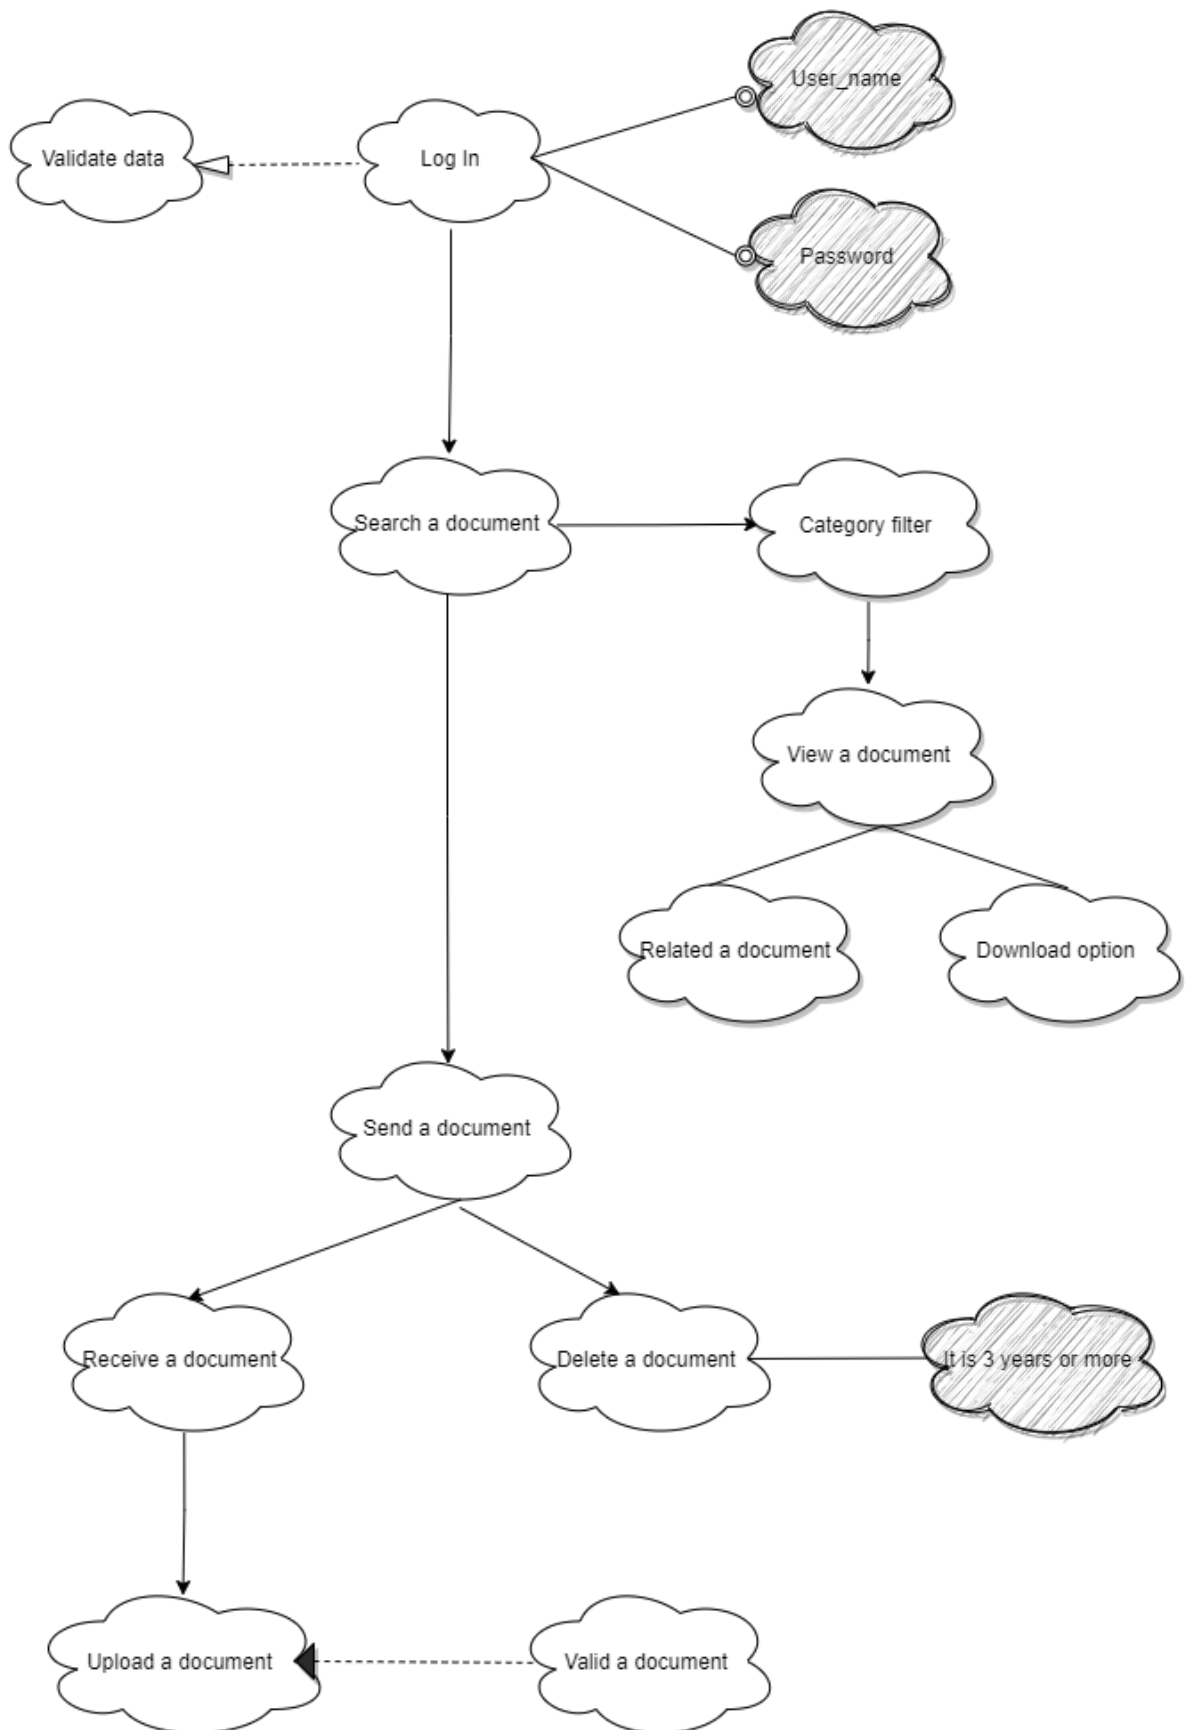 User_name
Validate data
Log In
Password
Search a document
Category filter
View a document
Related a document
Download option
Send a document
Receive a document
Delete a document
It is 3 years or more
Upload a document
Valid a document